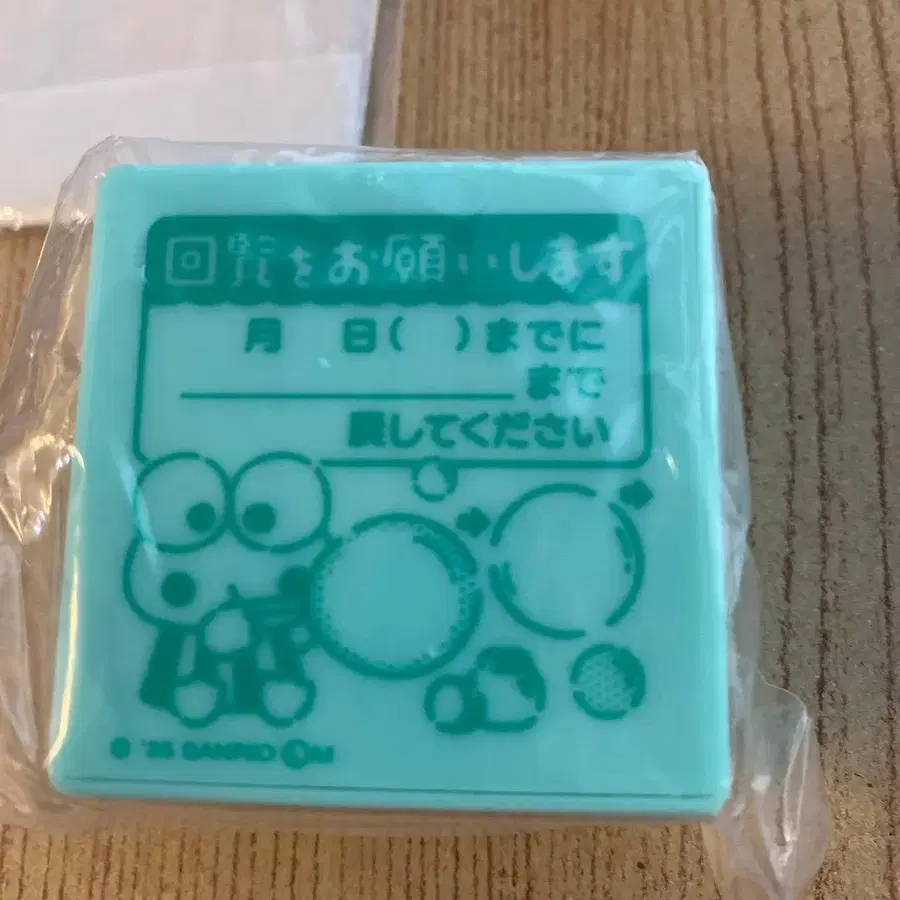 回覧をお願いします
月　日(　)までに
まで
戻してください
SANRIO